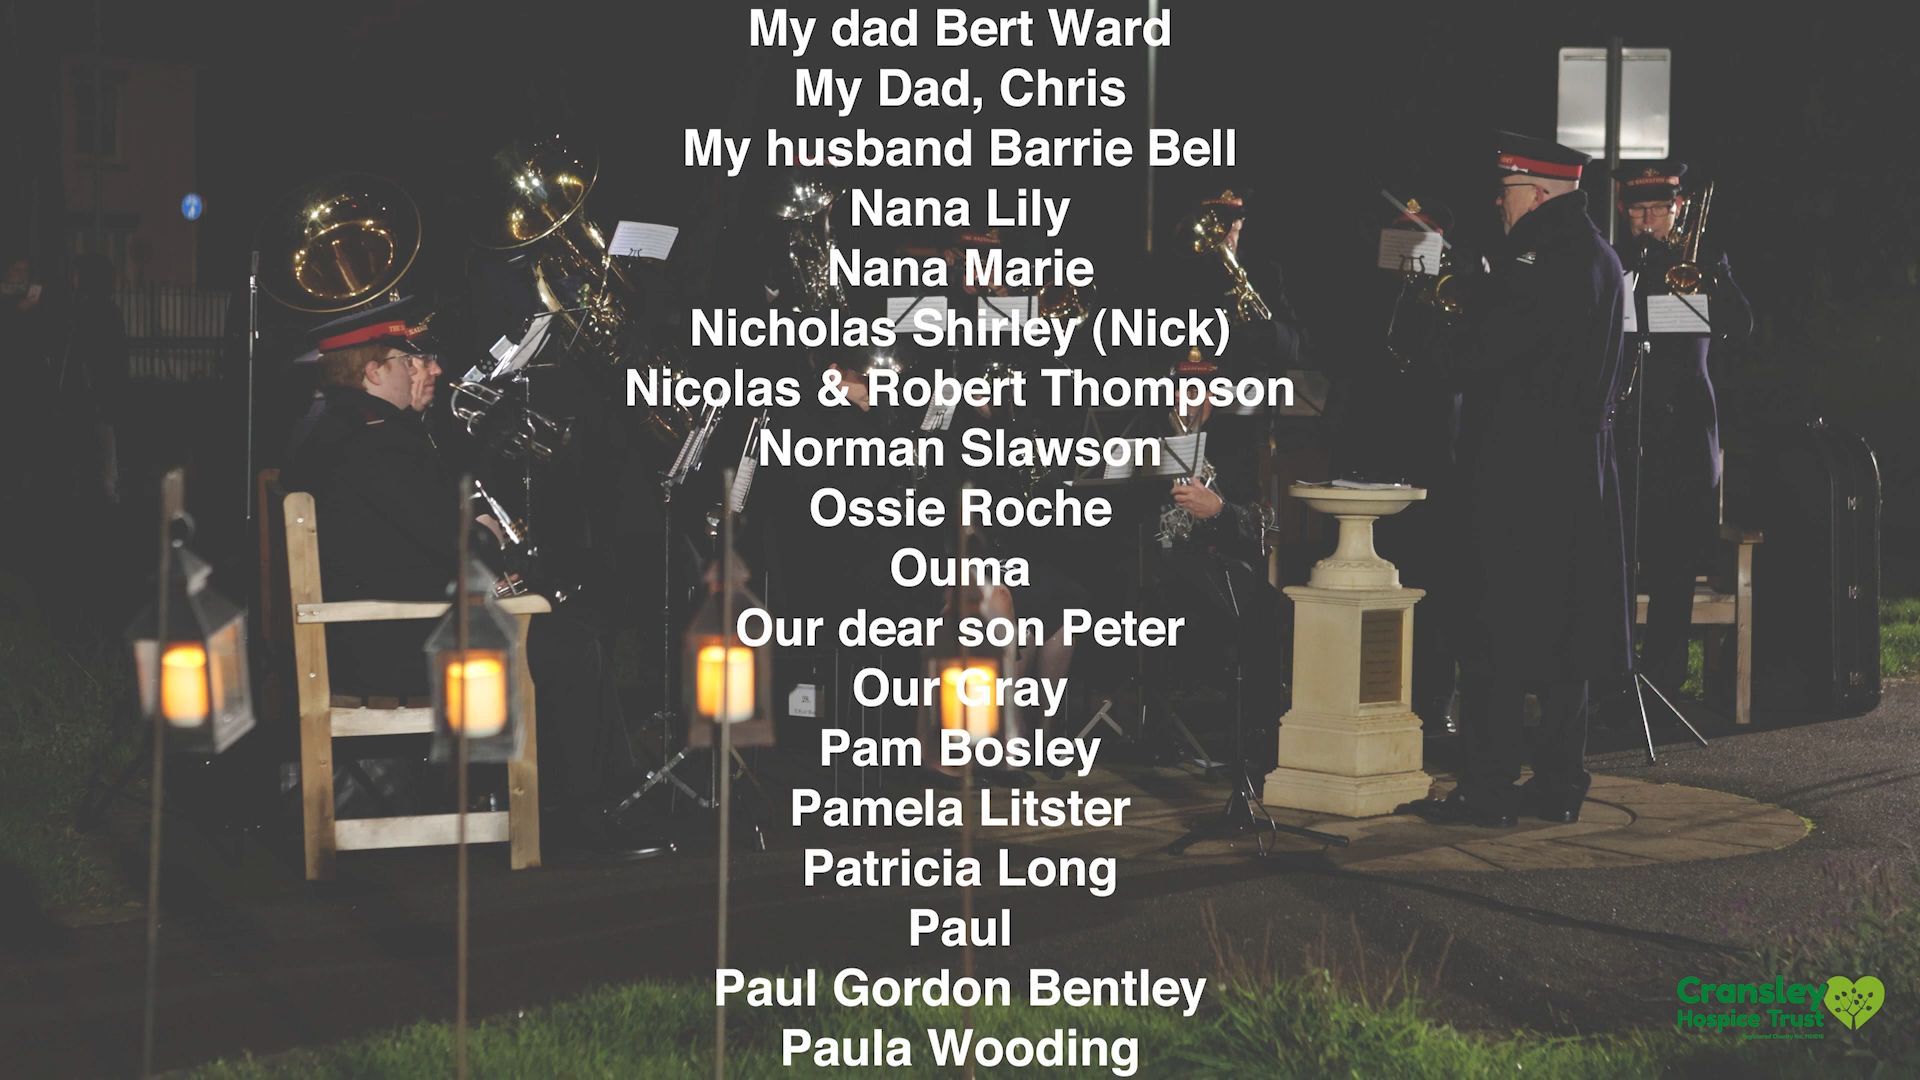 My dad Bert Ward
My Dad, Chris
My husband Barrie Bell
Nana Lily
Nana Marie
Nicholas Shirley (Nick)
Nicolas & Robert Thompson
Norman Slawson
Ossie Roche
Ouma
Our dear son Peter
Our Gray
Pam Bosley
Pamela Litster
Patricia Long
Paul
Paul Gordon Bentley
Paula Wooding
Cransley
Hospice Trust